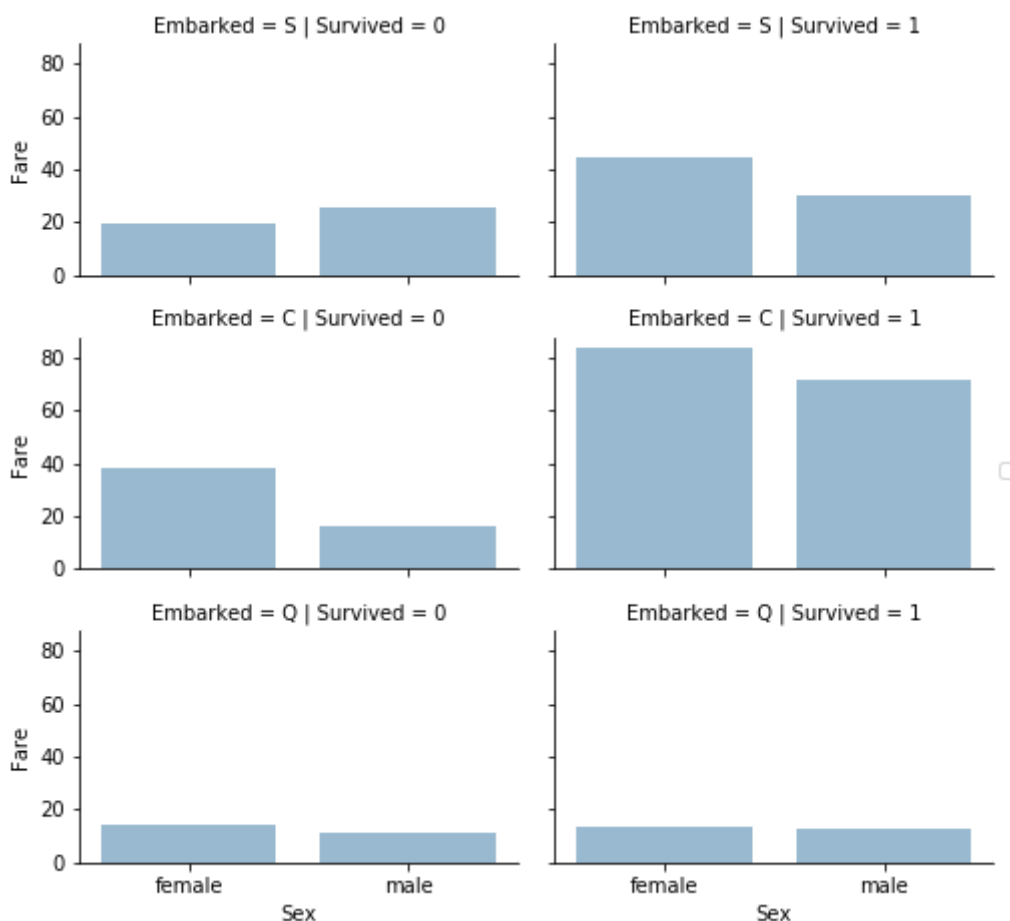 Embarked = S | Survived = 0
Embarked = S | Survived = 1
80
60
40
20
0
Fare
Embarked = C | Survived = 0
Embarked = C | Survived = 1
80
60
40
20
0
Fare
Embarked = Q | Survived = 0
Embarked = Q | Survived = 1
80
60
40
20
0
Fare
female male female male
Sex Sex